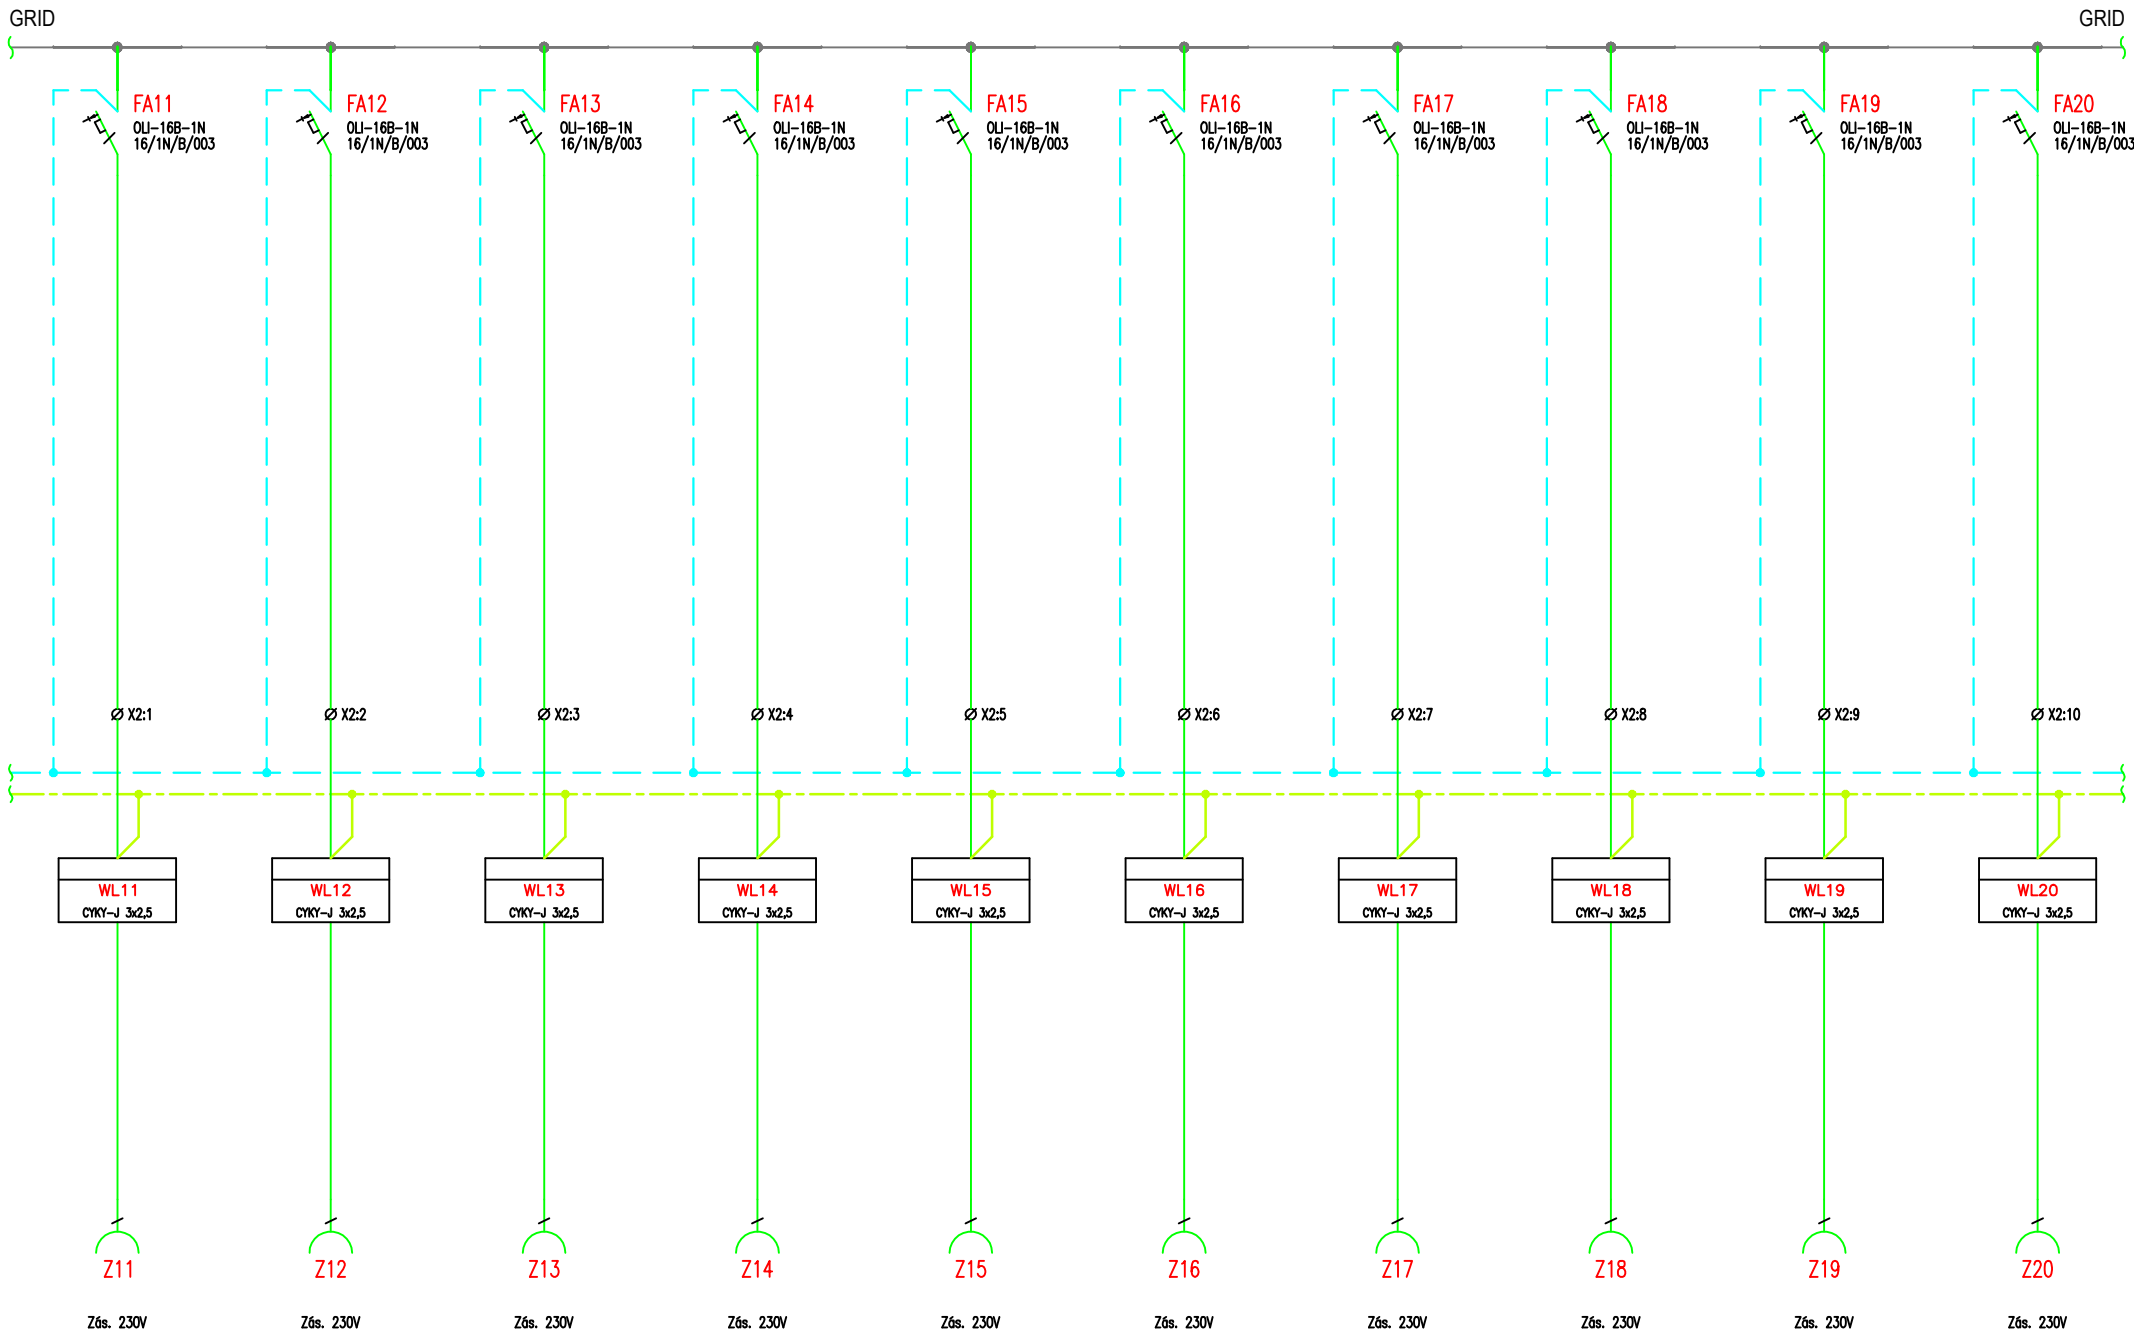 GRID GRID
FA11 FA12 FA13 FA14 FA15 FA16 FA17 FA18 FA19 FA20
OLI-16B-1N OLI-16B-1N OLI-16B-1N OLI-16B-1N OLI-16B-1N OLI-16B-1N OLI-16B-1N OLI-16B-1N OLI-16B-1N OLI-16B-1N
16/1N/B/003 16/1N/B/003 16/1N/B/003 16/1N/B/003 16/1N/B/003 16/1N/B/003 16/1N/B/003 16/1N/B/003 16/1N/B/003 16/1N/B/003
X2:1 X2:2 X2:3 X2:4 X2:5 X2:6 X2:7 X2:8 X2:9 X2:10
WL11 WL12 WL13 WL14 WL15 WL16 WL17 WL18 WL19 WL20
CYKY-J 3x2,5 CYKY-J 3x2,5 CYKY-J 3x2,5 CYKY-J 3x2,5 CYKY-J 3x2,5 CYKY-J 3x2,5 CYKY-J 3x2,5 CYKY-J 3x2,5 CYKY-J 3x2,5 CYKY-J 3x2,5
Z11 Z12 Z13 Z14 Z15 Z16 Z17 Z18 Z19 Z20
Zás. 230V Zás. 230V Zás. 230V Zás. 230V Zás. 230V Zás. 230V Zás. 230V Zás. 230V Zás. 230V Zás. 230V